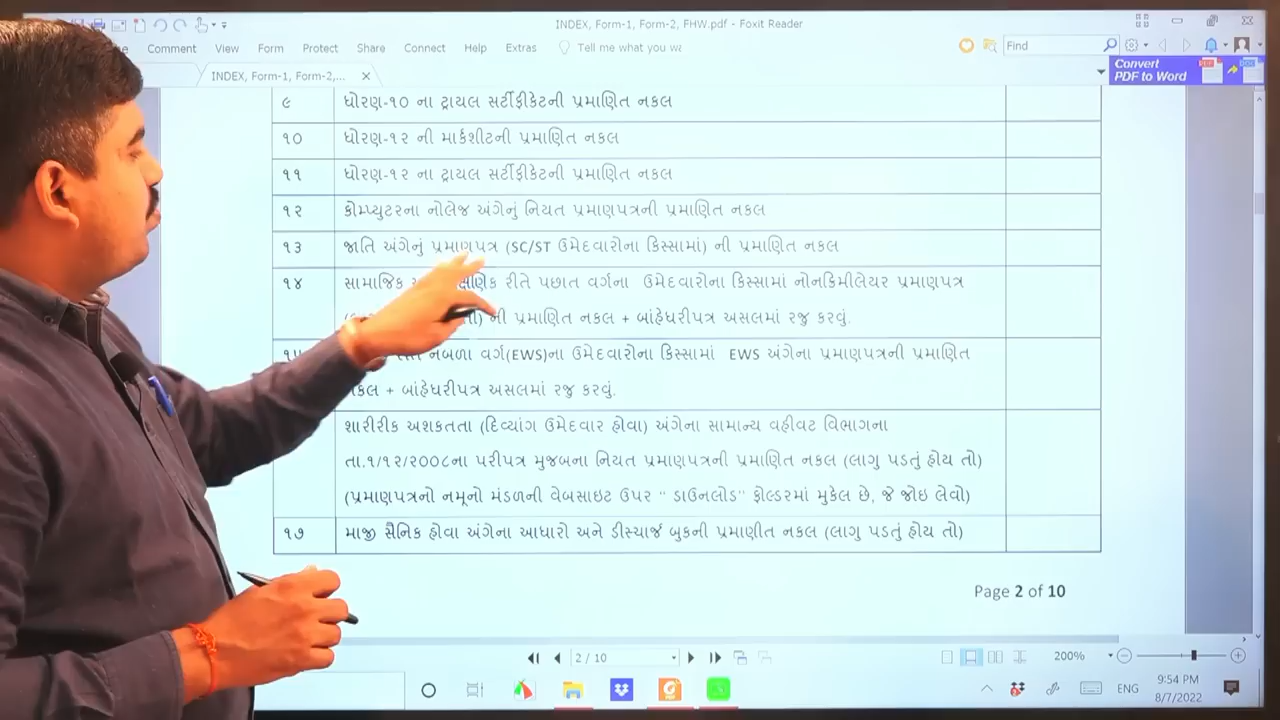 INDEX, Form-1, Form-2, FHW.pdf - Foxit Reader
Comment View Form Protect Share Connect Help Extras Tell me what you wa Find
INDEX, Form-1, Form-2,...
Convert
PDF to Word
૯ ધોરણ-૧૦ ના ટ્રાયલ સર્ટીફીકેટની પ્રમાણિત નકલ
૧૦ ધોરણ-૧૨ ની માર્કશીટની પ્રમાણિત નકલ
૧૧ ધોરણ-૧૨ ના ટ્રાયલ સર્ટીફીકેટની પ્રમાણિત નકલ
૧૨ કોમ્પ્યુટરના નોલેજ અંગેનું નિયત પ્રમાણપત્રની પ્રમાણિત નકલ
૧૩ જાતિ અંગેનું પ્રમાણપત્ર (SC/ST ઉમેદવારોના કિસ્સામાં) ની પ્રમાણિત નકલ
૧૪ સામાજિક રીતે પછાત વર્ગના ઉમેદવારોના કિસ્સામાં નોનક્રિમીલેયર પ્રમાણપત્ર
ની પ્રમાણિત નકલ + બાંહેધરીપત્ર અસલમાં રજુ કરવું.
નબળા વર્ગ(EWS)ના ઉમેદવારોના કિસ્સામાં EWS અંગેના પ્રમાણપત્રની પ્રમાણિત
નકલ + બાંહેધરીપત્ર અસલમાં રજુ કરવું.
શારીરીક અશકતતા (દિવ્યાંગ ઉમેદવાર હોવા) અંગેના સામાન્ય વહીવટ વિભાગના
તા.૧/૧૨/૨૦૦૮ના પરીપત્ર મુજબના નિયત પ્રમાણપત્રની પ્રમાણિત નકલ (લાગુ પડતું હોય તો)
(પ્રમાણપત્રનો નમૂનો મંડળની વેબસાઇટ ઉપર " ડાઉનલોડ" ફોલ્ડરમાં મુકેલ છે, જે જોઇ લેવો)
૧૭ માજી સૈનિક હોવા અંગેના આધારો અને ડીસ્ચાર્જ બુકની પ્રમાણીત નકલ (લાગુ પડતું હોય તો)
Page 2 of 10
2 / 10 200%
ENG
9:54 PM
8/7/2022